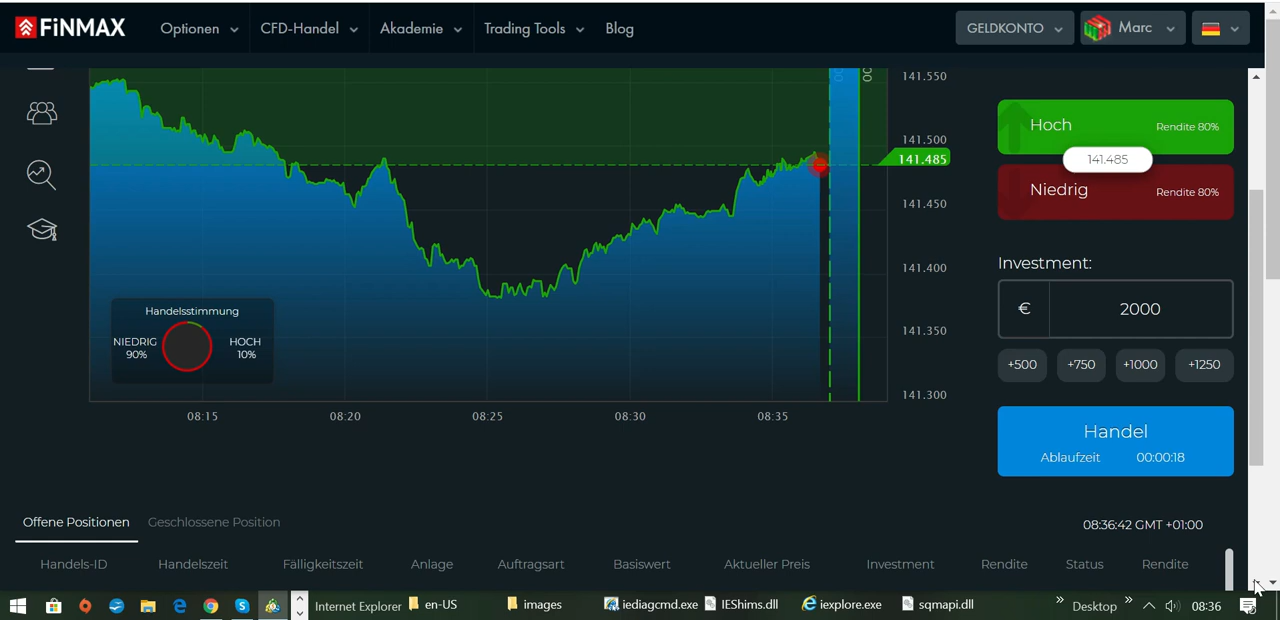 FiNMAX
Optionen
CFD-Handel
Akademie
Trading Tools
Blog
GELDKONTO
Marc
141.550
141.500
141.485
141.450
141.400
141.350
141.300
Handelsstimmung
NIEDRIG HOCH
90% 10%
08:15 08:20 08:25 08:30 08:35
Hoch Rendite 80%
141.485
Niedrig Rendite 80%
Investment:
€ 2000
+500 +750 +1000 +1250
Handel
Ablaufzeit 00:00:18
Offene Positionen Geschlossene Position
08:36:42 GMT +01:00
Handels-ID Handelszeit Fälligkeitszeit Anlage Auftragsart Basiswert Aktueller Preis Investment Rendite Status Rendite
Internet Explorer en-US images iediagcmd.exe IEShims.dll iexplore.exe sqmapi.dll » Desktop » 08:36